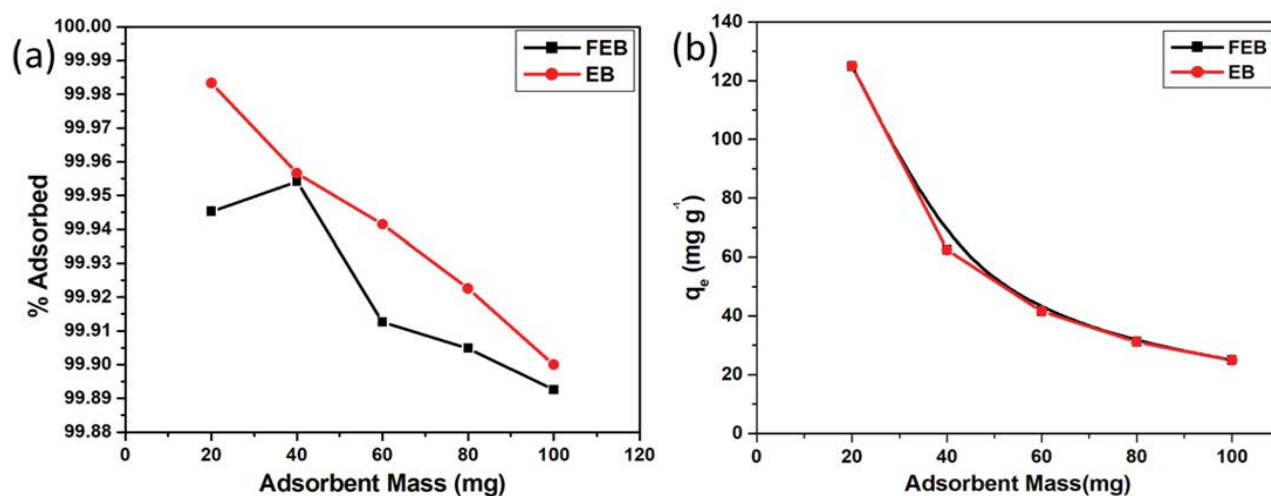 (a)
% Adsorbed
100.00
99.99
99.98
99.97
99.96
99.95
99.94
99.93
99.92
99.91
99.90
99.89
99.88
0 20 40 60 80 100 120
Adsorbent Mass (mg)
FEB
EB
(b)
qe (mg g-1)
140
120
100
80
60
40
20
0
0 20 40 60 80 100
Adsorbent Mass(mg)
FEB
EB